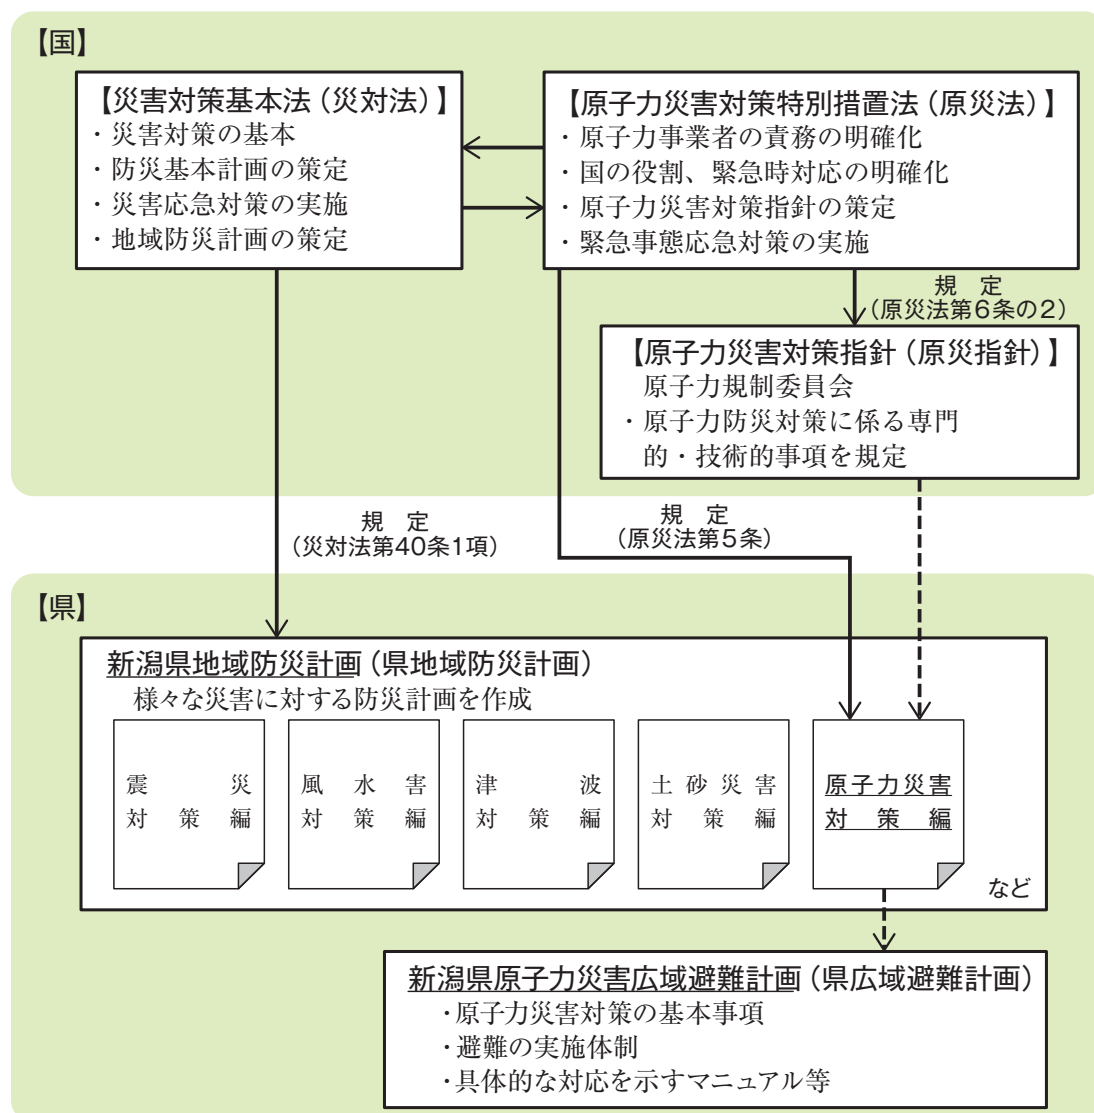 【国】
【災害対策基本法(災対法)】
・災害対策の基本
・防災基本計画の策定
・災害応急対策の実施
・地域防災計画の策定
【原子力災害対策特別措置法(原災法)】
・原子力事業者の責務の明確化
・国の役割、緊急時対応の明確化
・原子力災害対策指針の策定
・緊急事態応急対策の実施
規 定
(原災法第6条の2)
【原子力災害対策指針(原災指針)】
原子力規制委員会
・原子力防災対策に係る専門
的・技術的事項を規定
規 定
(災対法第40条1項)
規 定
(原災法第5条)
【県】
新潟県地域防災計画(県地域防災計画)
様々な災害に対する防災計画を作成
震災
対策編
風水害
対策編
津波
対策編
土砂災害
対策編
原子力災害
対策編
など
新潟県原子力災害広域避難計画(県広域避難計画)
・原子力災害対策の基本事項
・避難の実施体制
・具体的な対応を示すマニュアル等